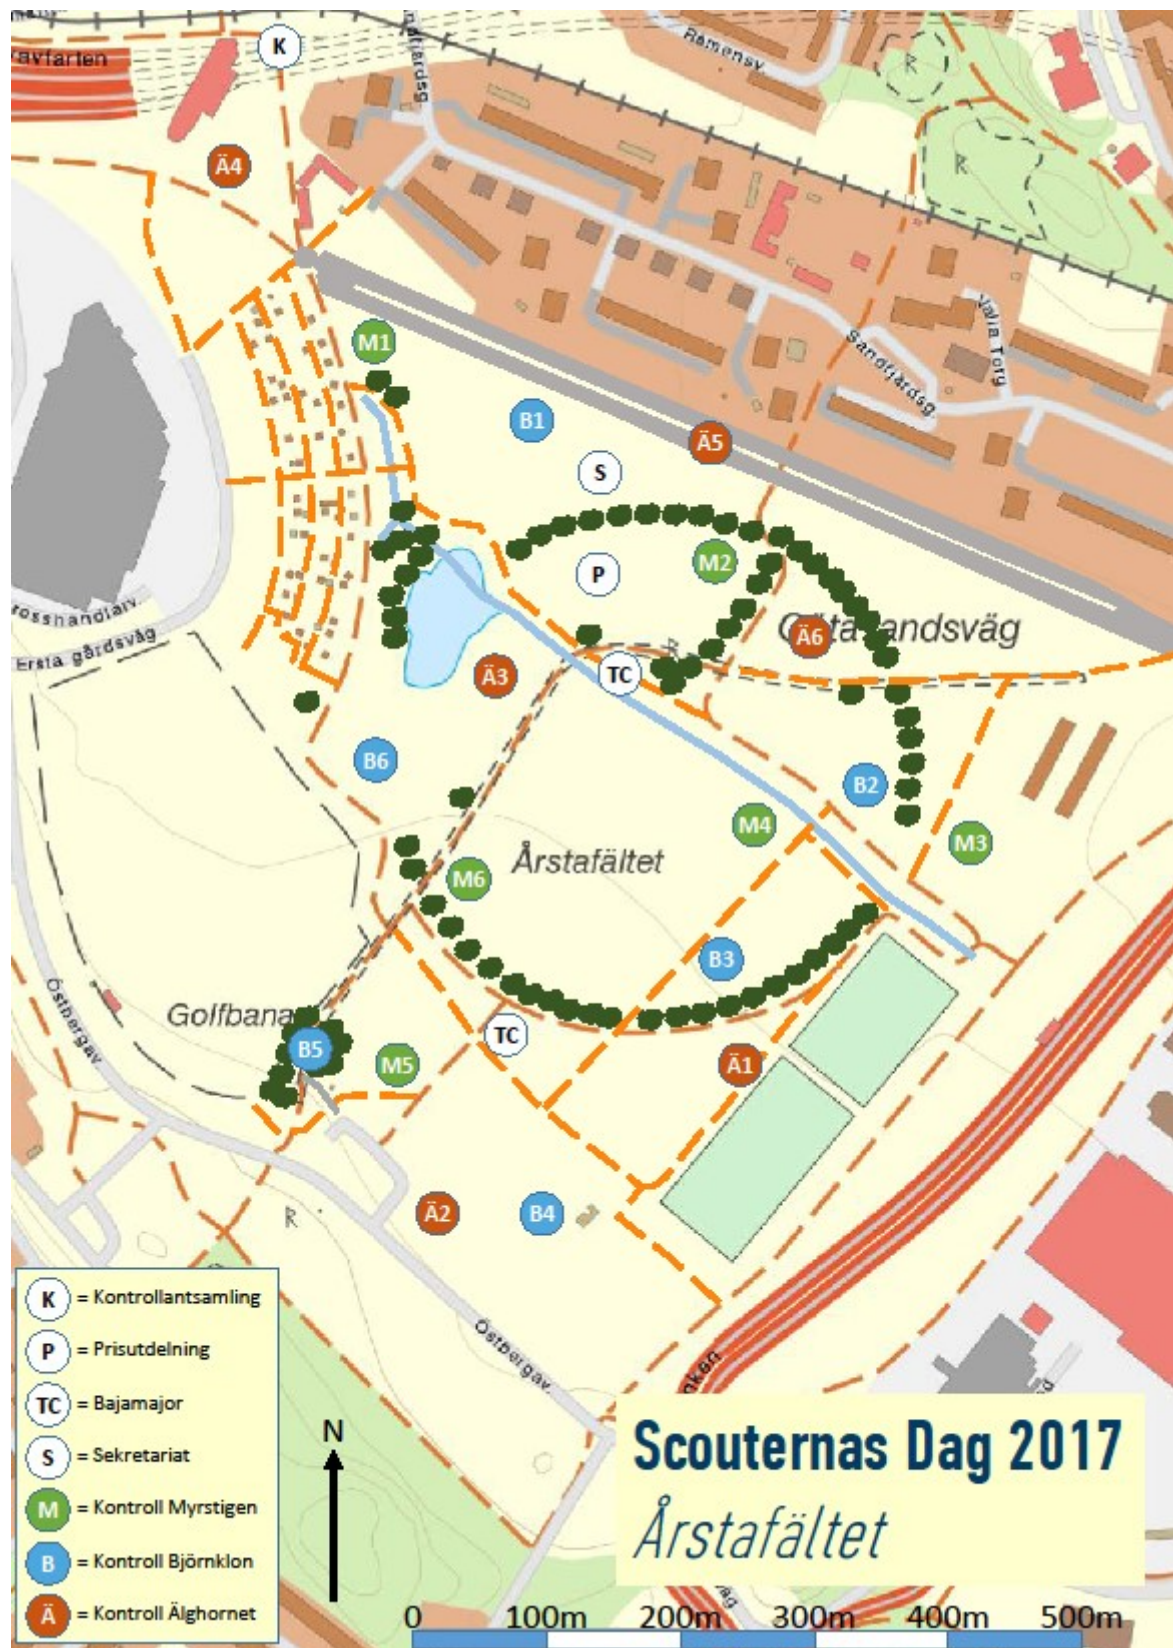 K
Ä4
Råmensv.
R
R
M1
B1
Ä5
S
Sandfjärdsg.
Valla Torg
M2
P
Ä6
R
TC
Ä3
Ersta gårdsväg
B6
B2
M4
M3
M6
Årstafältet
B3
Östbergav.
Golfbana
B5
TC
M5
Ä1
Ä2
B4
R
Östbergav.
K = Kontrollantsamling
P = Prisutdelning
TC = Bajamajor
S = Sekretariat
M = Kontroll Myrstigen
B = Kontroll Björnklon
Ä = Kontroll Älghornet
N
Scouternas Dag 2017
Årstafältet
0 100m 200m 300m 400m 500m